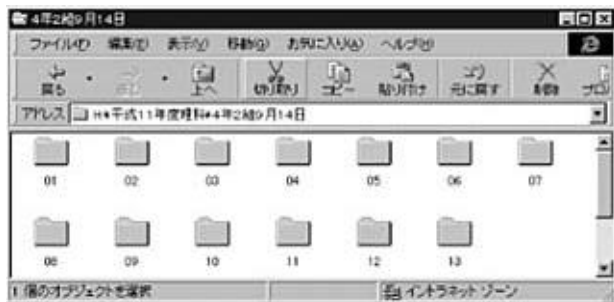 4年2組9月14日
ファイル(F) 編集(E) 表示(V) 移動(G) お気に入り(A) ヘルプ(H)
戻る 進む 上へ 切り取り コピー 貼り付け 元に戻す 削除 プロ
アドレス H:¥平成11年度理科¥4年2組9月14日
01 02 03 04 05 06 07
08 09 10 11 12 13
1 個のオブジェクトを選択 イントラネット ゾーン